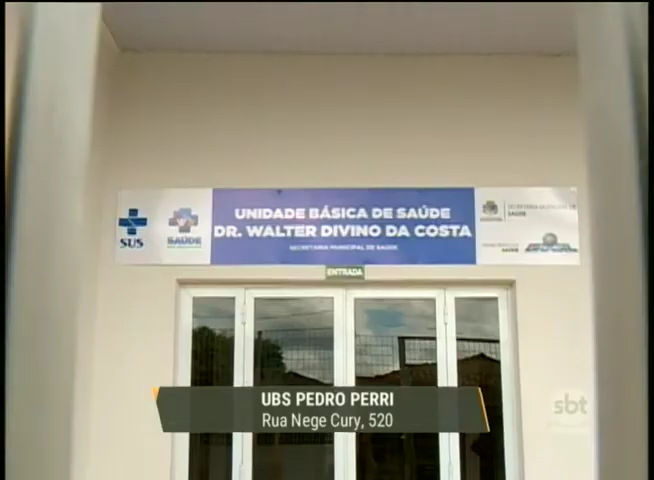 UNIDADE BÁSICA DE SAÚDE
DR. WALTER DIVINO DA COSTA
SECRETARIA MUNICIPAL DE SAÚDE
SUS
SAÚDE
SECRETARIA MUNICIPAL DE
SAÚDE
SAÚDE
ENTRADA
UBS PEDRO PERRI
Rua Nege Cury, 520
sbt